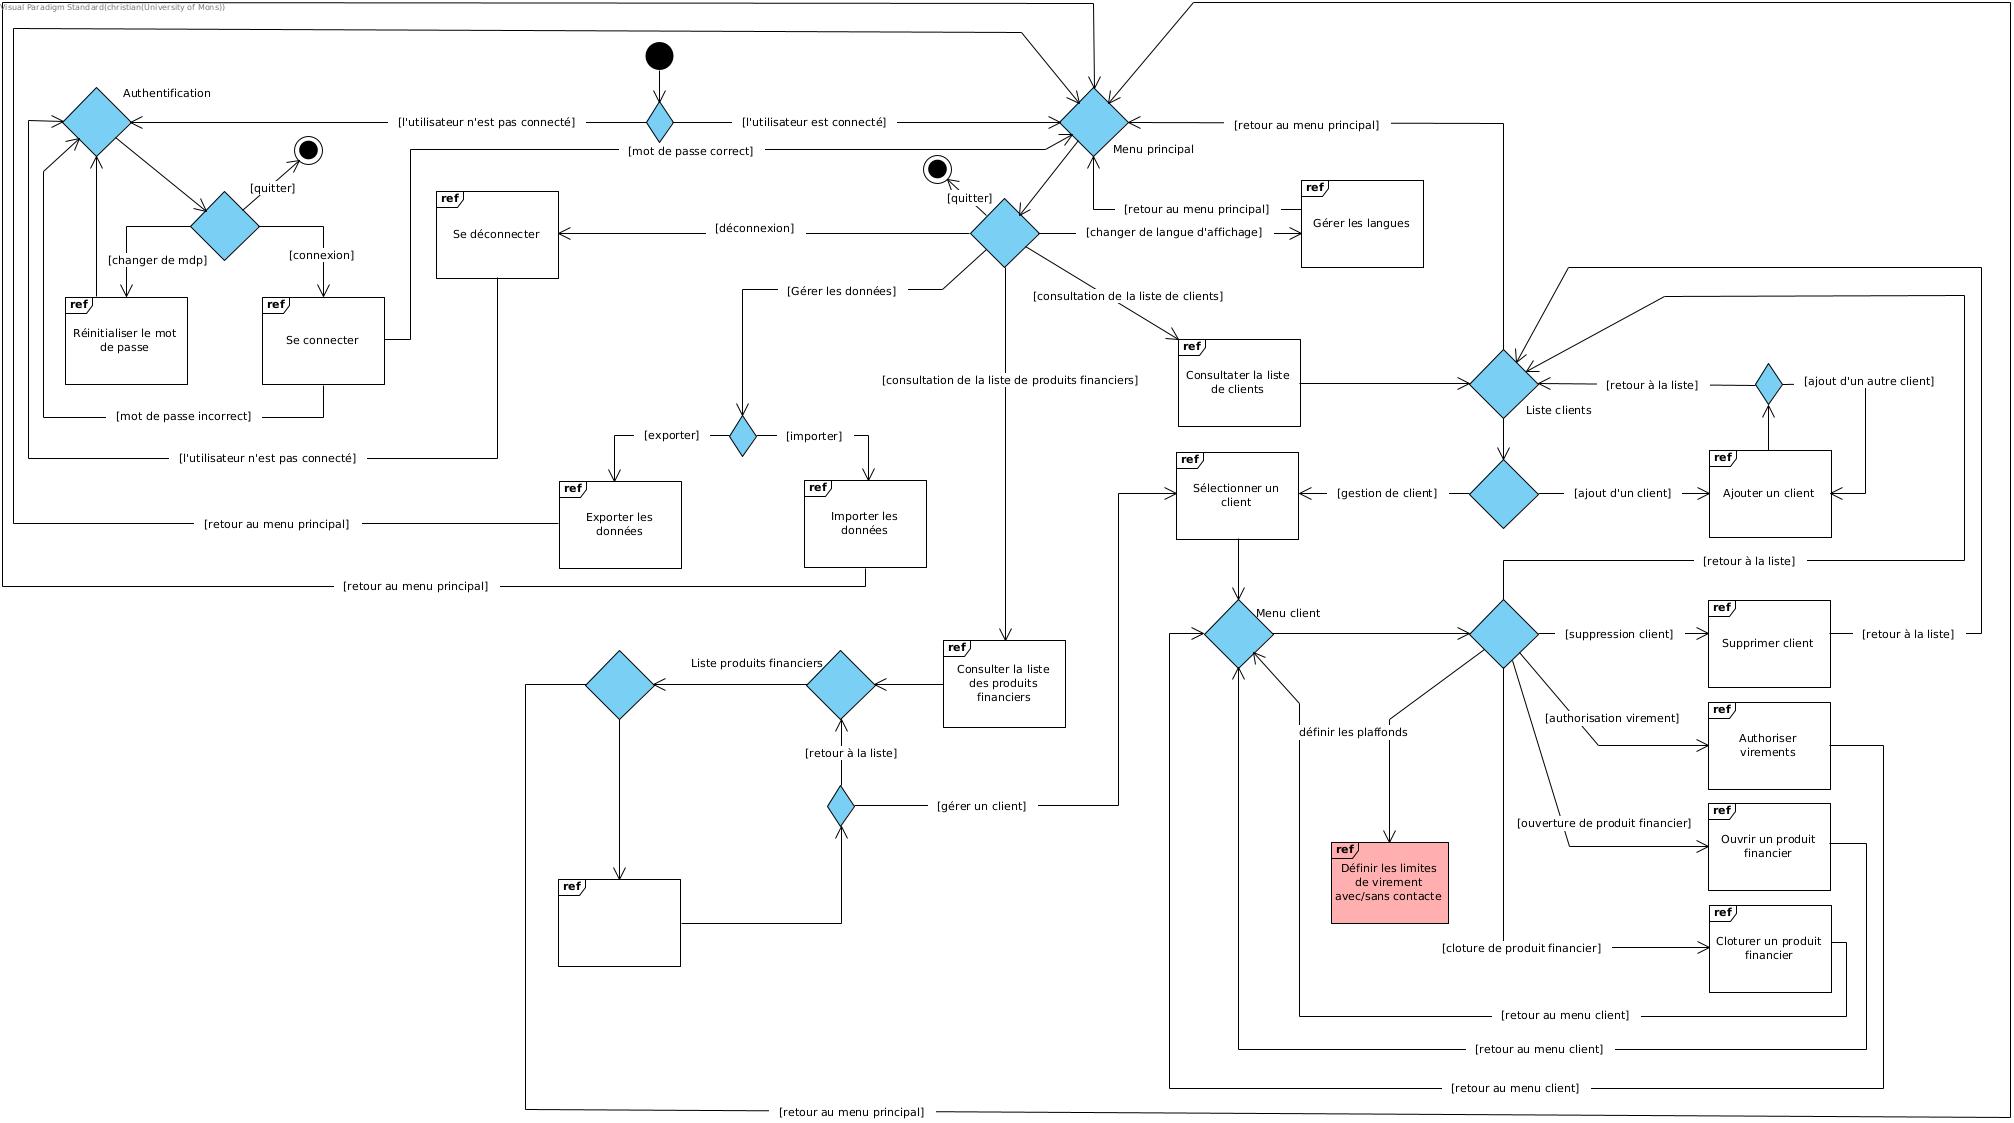 Visual Paradigm Standard(christian(University of Mons))
Authentification
[l'utilisateur n'est pas connecté]
[l'utilisateur est connecté]
[retour au menu principal]
[mot de passe correct]
Menu principal
[quitter]
[quitter]
ref
Se déconnecter
[déconnexion]
[retour au menu principal]
[changer de langue d'affichage]
ref
Gérer les langues
[changer de mdp]
[connexion]
[Gérer les données]
[consultation de la liste de clients]
ref
Réinitialiser le mot
de passe
ref
Se connecter
ref
Consultater la liste
de clients
[consultation de la liste de produits financiers]
[retour à la liste]
[ajout d'un autre client]
Liste clients
[mot de passe incorrect]
[exporter]
[importer]
[l'utilisateur n'est pas connecté]
ref
Sélectionner un
client
[gestion de client]
[ajout d'un client]
ref
Ajouter un client
ref
Exporter les
données
ref
Importer les
données
[retour au menu principal]
[retour au menu principal]
[retour à la liste]
Menu client
[suppression client]
ref
Supprimer client
[retour à la liste]
Liste produits financiers
ref
Consulter la liste
des produits
financiers
[authorisation virement]
définir les plaffonds
ref
Authoriser
virements
[retour à la liste]
[gérer un client]
[ouverture de produit financier]
ref
Ouvrir un produit
financier
ref
Définir les limites
de virement
avec/sans contacte
ref
[cloture de produit financier]
ref
Cloturer un produit
financier
[retour au menu client]
[retour au menu client]
[retour au menu client]
[retour au menu principal]